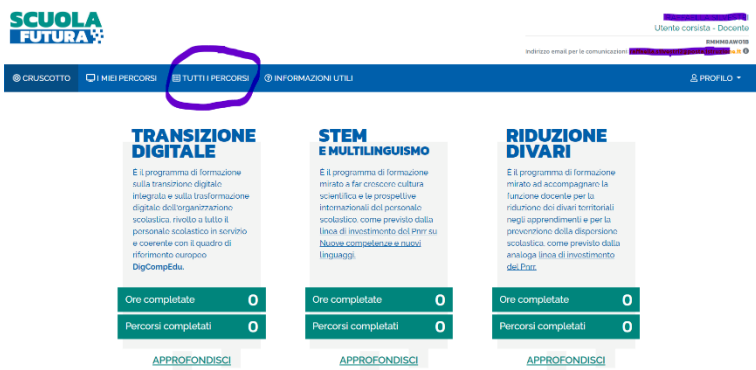 SCUOLA
FUTURA
Utente corsista - Docente
RMMM8AW01B
Indirizzo email per le comunicazioni
CRUSCOTTO I MIEI PERCORSI TUTTI I PERCORSI INFORMAZIONI UTILI PROFILO
TRANSIZIONE
DIGITALE
È il programma di formazione
sulla transizione digitale
integrata e sulla trasformazione
digitale dell'organizzazione
scolastica, rivolto a tutto il
personale scolastico in servizio
e coerente con il quadro di
riferimento europeo
DigCompEdu.
Ore completate 0
Percorsi completati 0
APPROFONDISCI
STEM
E MULTILINGUISMO
È il programma di formazione
mirato a far crescere cultura
scientifica e le prospettive
internazionali del personale
scolastico, come previsto dalla
linea di investimento del Pnrr su
Nuove competenze e nuovi
linguaggi.
Ore completate 0
Percorsi completati 0
APPROFONDISCI
RIDUZIONE
DIVARI
È il programma di formazione
mirato ad accompagnare la
funzione docente per la
riduzione dei divari territoriali
negli apprendimenti e per la
prevenzione della dispersione
scolastica, come previsto dalla
analoga linea di investimento
del Pnrr.
Ore completate 0
Percorsi completati 0
APPROFONDISCI